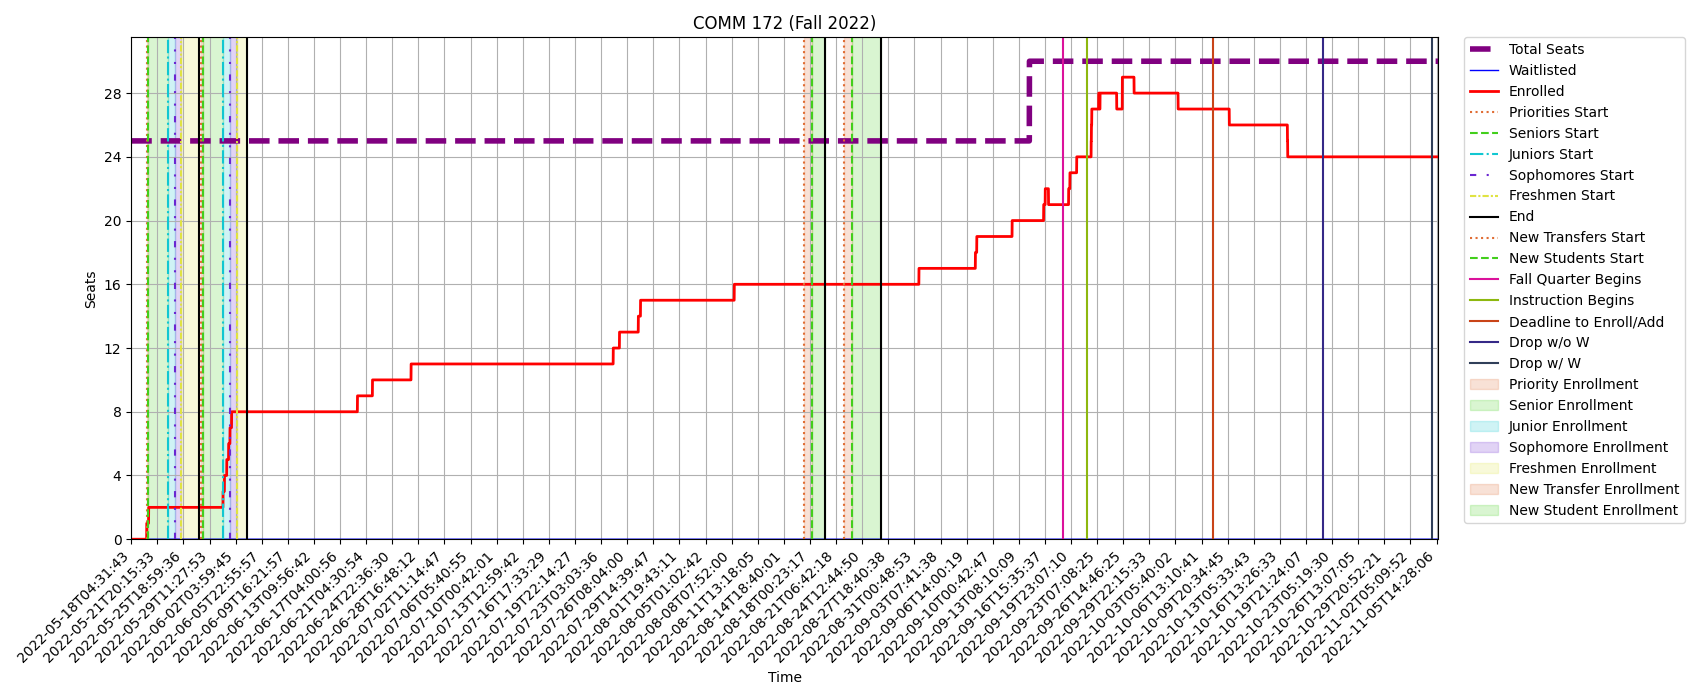 COMM 172 (Fall 2022)
Seats
28
24
20
16
12
8
4
0
2022-05-18T04:31:43
2022-05-21T20:15:33
2022-05-25T18:59:36
2022-05-29T11:27:53
2022-06-02T03:59:45
2022-06-05T22:55:57
2022-06-09T16:21:57
2022-06-13T09:56:42
2022-06-17T04:00:56
2022-06-21T04:30:54
2022-06-24T22:36:30
2022-06-28T16:48:12
2022-07-02T11:14:47
2022-07-06T05:40:55
2022-07-10T00:42:01
2022-07-13T12:59:42
2022-07-16T17:33:29
2022-07-19T22:14:27
2022-07-23T03:03:36
2022-07-26T08:04:00
2022-07-29T14:39:47
2022-08-01T19:43:11
2022-08-05T01:02:42
2022-08-08T07:52:00
2022-08-11T13:18:05
2022-08-14T18:40:01
2022-08-18T00:23:17
2022-08-21T06:42:18
2022-08-24T12:44:50
2022-08-27T18:40:38
2022-08-31T00:48:53
2022-09-03T07:41:38
2022-09-06T14:00:19
2022-09-10T00:42:47
2022-09-13T08:10:09
2022-09-16T15:35:37
2022-09-19T23:07:10
2022-09-23T07:08:25
2022-09-26T14:46:25
2022-09-29T22:15:33
2022-10-03T05:40:02
2022-10-06T13:10:41
2022-10-09T20:34:45
2022-10-13T05:33:43
2022-10-16T13:26:33
2022-10-19T21:24:07
2022-10-23T05:19:30
2022-10-26T13:07:05
2022-10-29T20:52:21
2022-11-02T05:09:52
2022-11-05T14:28:06
Time
Total Seats
Waitlisted
Enrolled
Priorities Start
Seniors Start
Juniors Start
Sophomores Start
Freshmen Start
End
New Transfers Start
New Students Start
Fall Quarter Begins
Instruction Begins
Deadline to Enroll/Add
Drop w/o W
Drop w/ W
Priority Enrollment
Senior Enrollment
Junior Enrollment
Sophomore Enrollment
Freshmen Enrollment
New Transfer Enrollment
New Student Enrollment